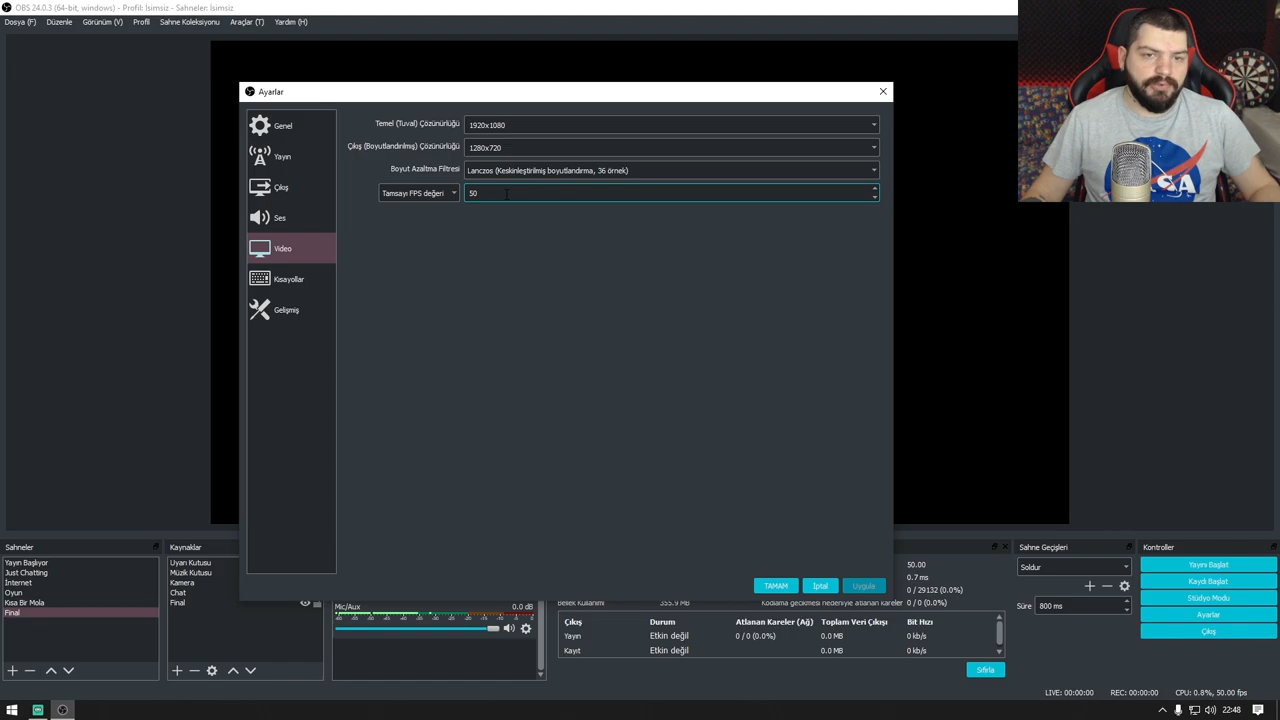 OBS 24.0.3 (64-bit, windows) - Profil: İsimsiz - Sahneler: İsimsiz
Dosya (F) Düzenle Görünüm (V) Profil Sahne Koleksiyonu Araçlar (T) Yardım (H)
Ayarlar
Genel
Yayın
Çıkış
Ses
Video
Kısayollar
Gelişmiş
Temel (Tuval) Çözünürlüğü 1920x1080
Çıkış (Boyutlandırılmış) Çözünürlüğü 1280x720
Boyut Azaltma Filtresi Lanczos (Keskinleştirilmiş boyutlandırma, 36 örnek)
Tamsayı FPS değeri 50
TAMAM İptal Uygula
Sahneler
Yayın Başlıyor
Just Chatting
İnternet
Oyun
Kısa Bir Mola
Final
Kaynaklar
Uyarı Kutusu
Müzik Kutusu
Kamera
Chat
Final
Mic/Aux 0.0 dB
50.00
0.7 ms
0 / 29132 (0.0%)
Bellek Kullanımı 355.9 MB Kodlama gecikmesi nedeniyle atlanan kareler 0 / 0 (0.0%)
Çıkış Durum Atlanan Kareler (Ağ) Toplam Veri Çıkışı Bit Hızı
Yayın Etkin değil 0 / 0 (0.0%) 0.0 MB 0 kb/s
Kayıt Etkin değil 0.0 MB 0 kb/s
Sıfırla
Sahne Geçişleri
Soldur
Süre 800 ms
Kontroller
Yayını Başlat
Kaydı Başlat
Stüdyo Modu
Ayarlar
Çıkış
LIVE: 00:00:00 REC: 00:00:00 CPU: 0.8%, 50.00 fps
22:48